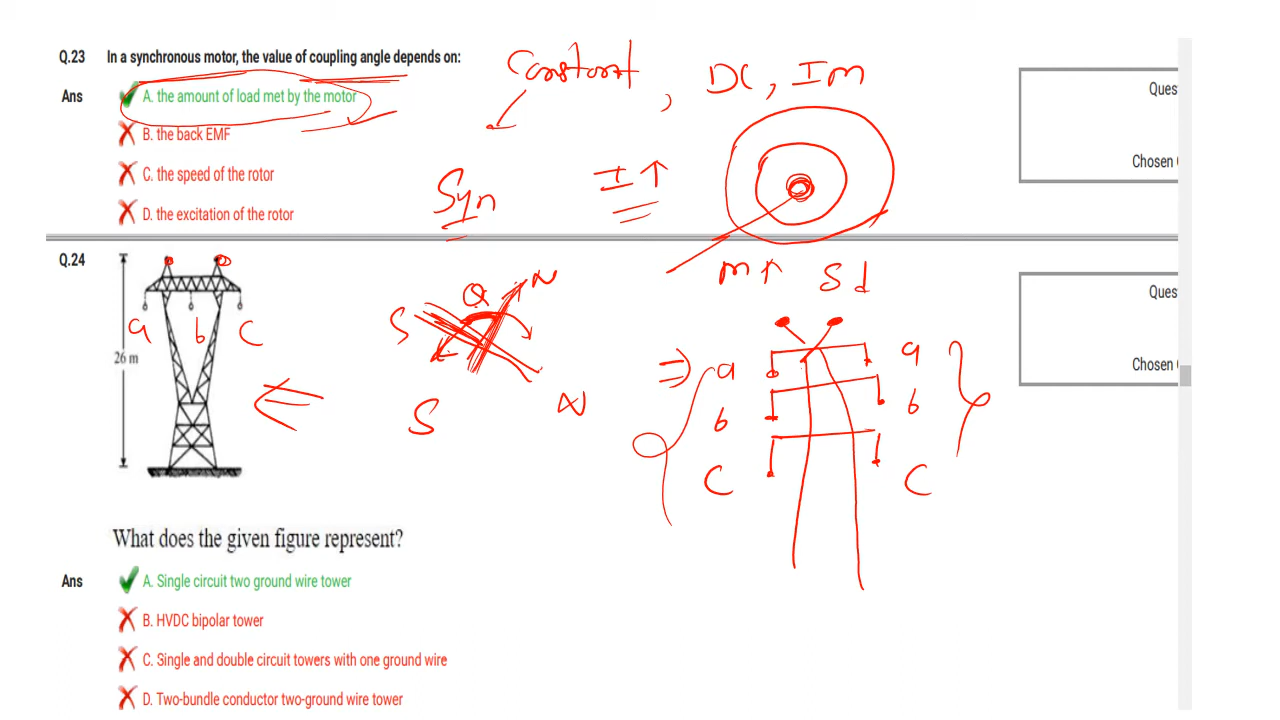 Q.23 In a synchronous motor, the value of coupling angle depends on:
Ans A. the amount of load met by the motor
B. the back EMF
C. the speed of the rotor
D. the excitation of the rotor
Constant, DC, Im
Syn I↑
Ques
Chosen
Q.24
a b c
26 m
Q
N
S
S N
m↑ Sd
⇒ a a
b b
C C
Ques
Chosen
What does the given figure represent?
Ans A. Single circuit two ground wire tower
B. HVDC bipolar tower
C. Single and double circuit towers with one ground wire
D. Two-bundle conductor two-ground wire tower